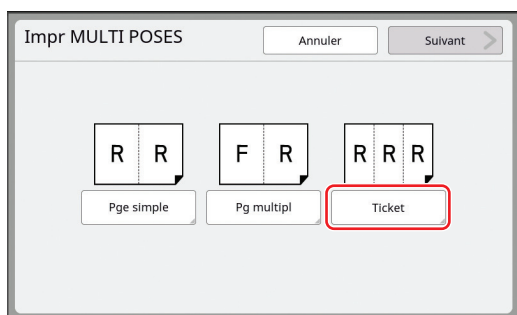 Impr MULTI POSES
Annuler
Suivant
R R
F R
R R R
Pge simple
Pg multipl
Ticket